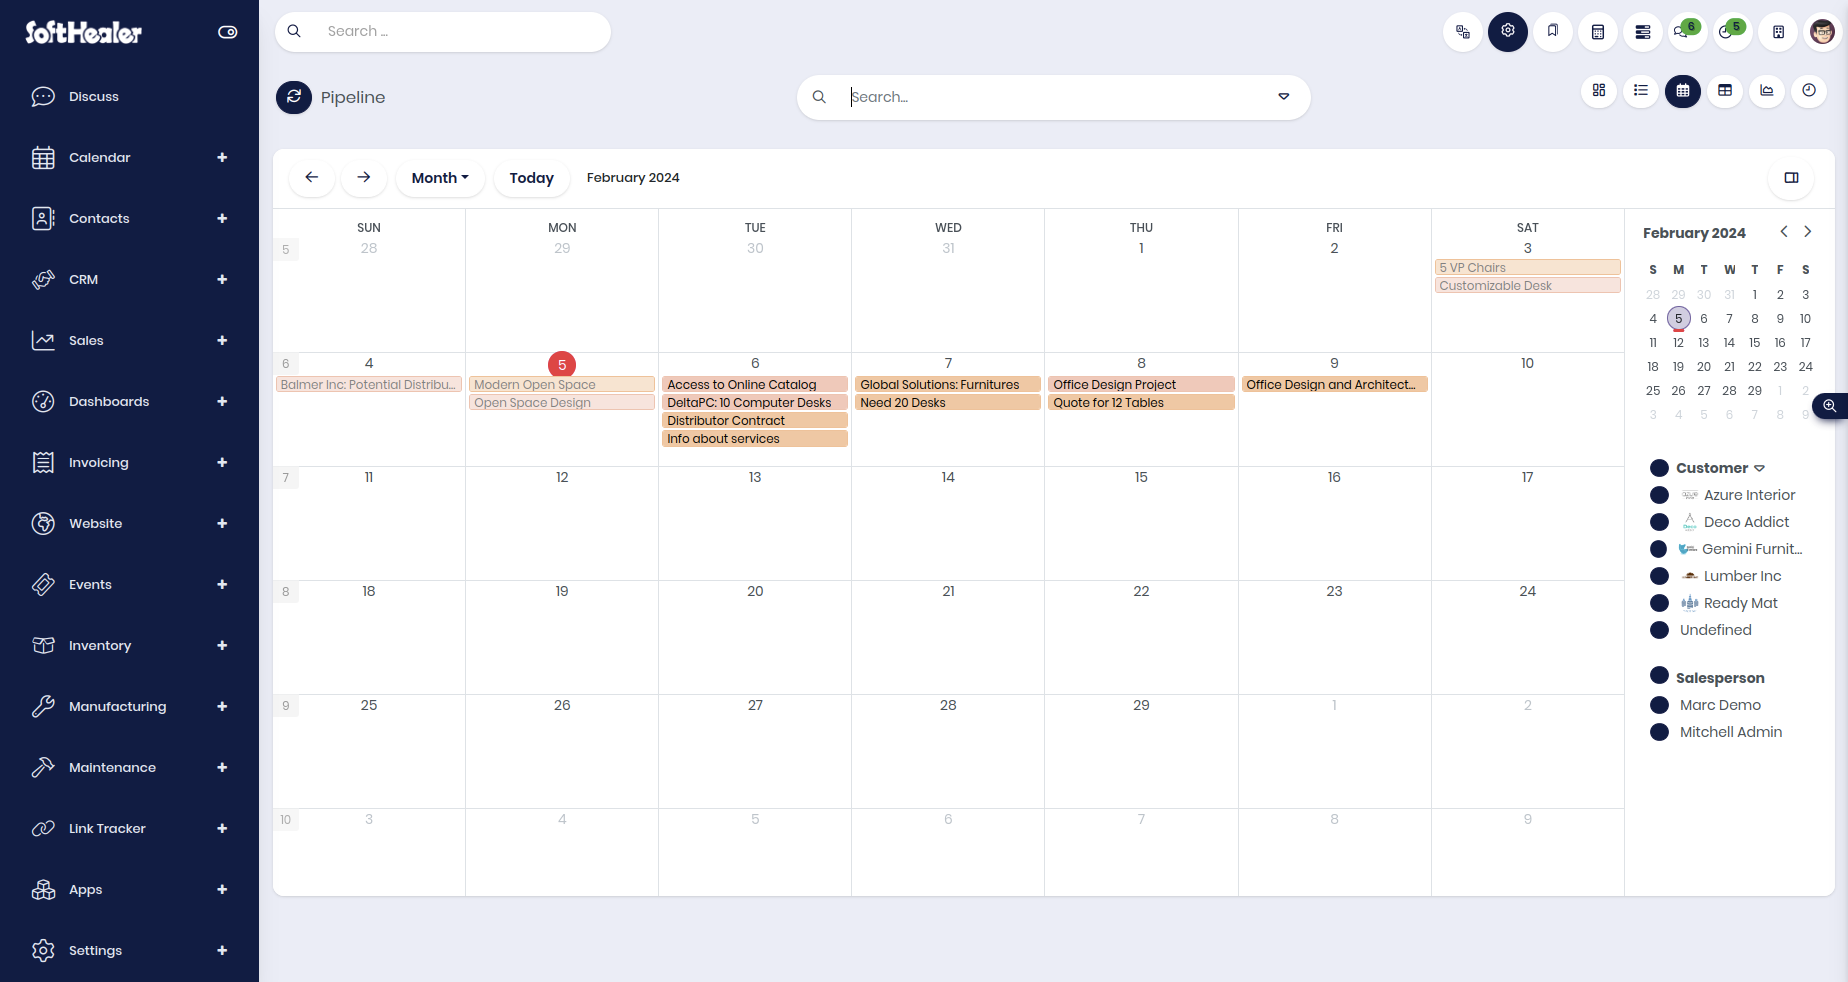 SoftHealer
Search ...
6
5
Discuss
Calendar
Contacts
CRM
Sales
Dashboards
Invoicing
Website
Events
Inventory
Manufacturing
Maintenance
Link Tracker
Apps
Settings
Pipeline
Search...
Month
Today
February 2024
SUN MON TUE WED THU FRI SAT
5 28 29 30 31 1 2 3
5 VP Chairs
Customizable Desk
6 4 5 6 7 8 9 10
Balmer Inc: Potential Distribu... Modern Open Space Access to Online Catalog Global Solutions: Furnitures Office Design Project Office Design and Architect...
Open Space Design DeltaPC: 10 Computer Desks Need 20 Desks Quote for 12 Tables
Distributor Contract
Info about services
7 11 12 13 14 15 16 17
8 18 19 20 21 22 23 24
9 25 26 27 28 29 1 2
10 3 4 5 6 7 8 9
February 2024
S M T W T F S
28 29 30 31 1 2 3
4 5 6 7 8 9 10
11 12 13 14 15 16 17
18 19 20 21 22 23 24
25 26 27 28 29 1 2
3 4 5 6 7 8 9
Customer
Azure Interior
Deco Addict
Gemini Furnit...
Lumber Inc
Ready Mat
Undefined
Salesperson
Marc Demo
Mitchell Admin